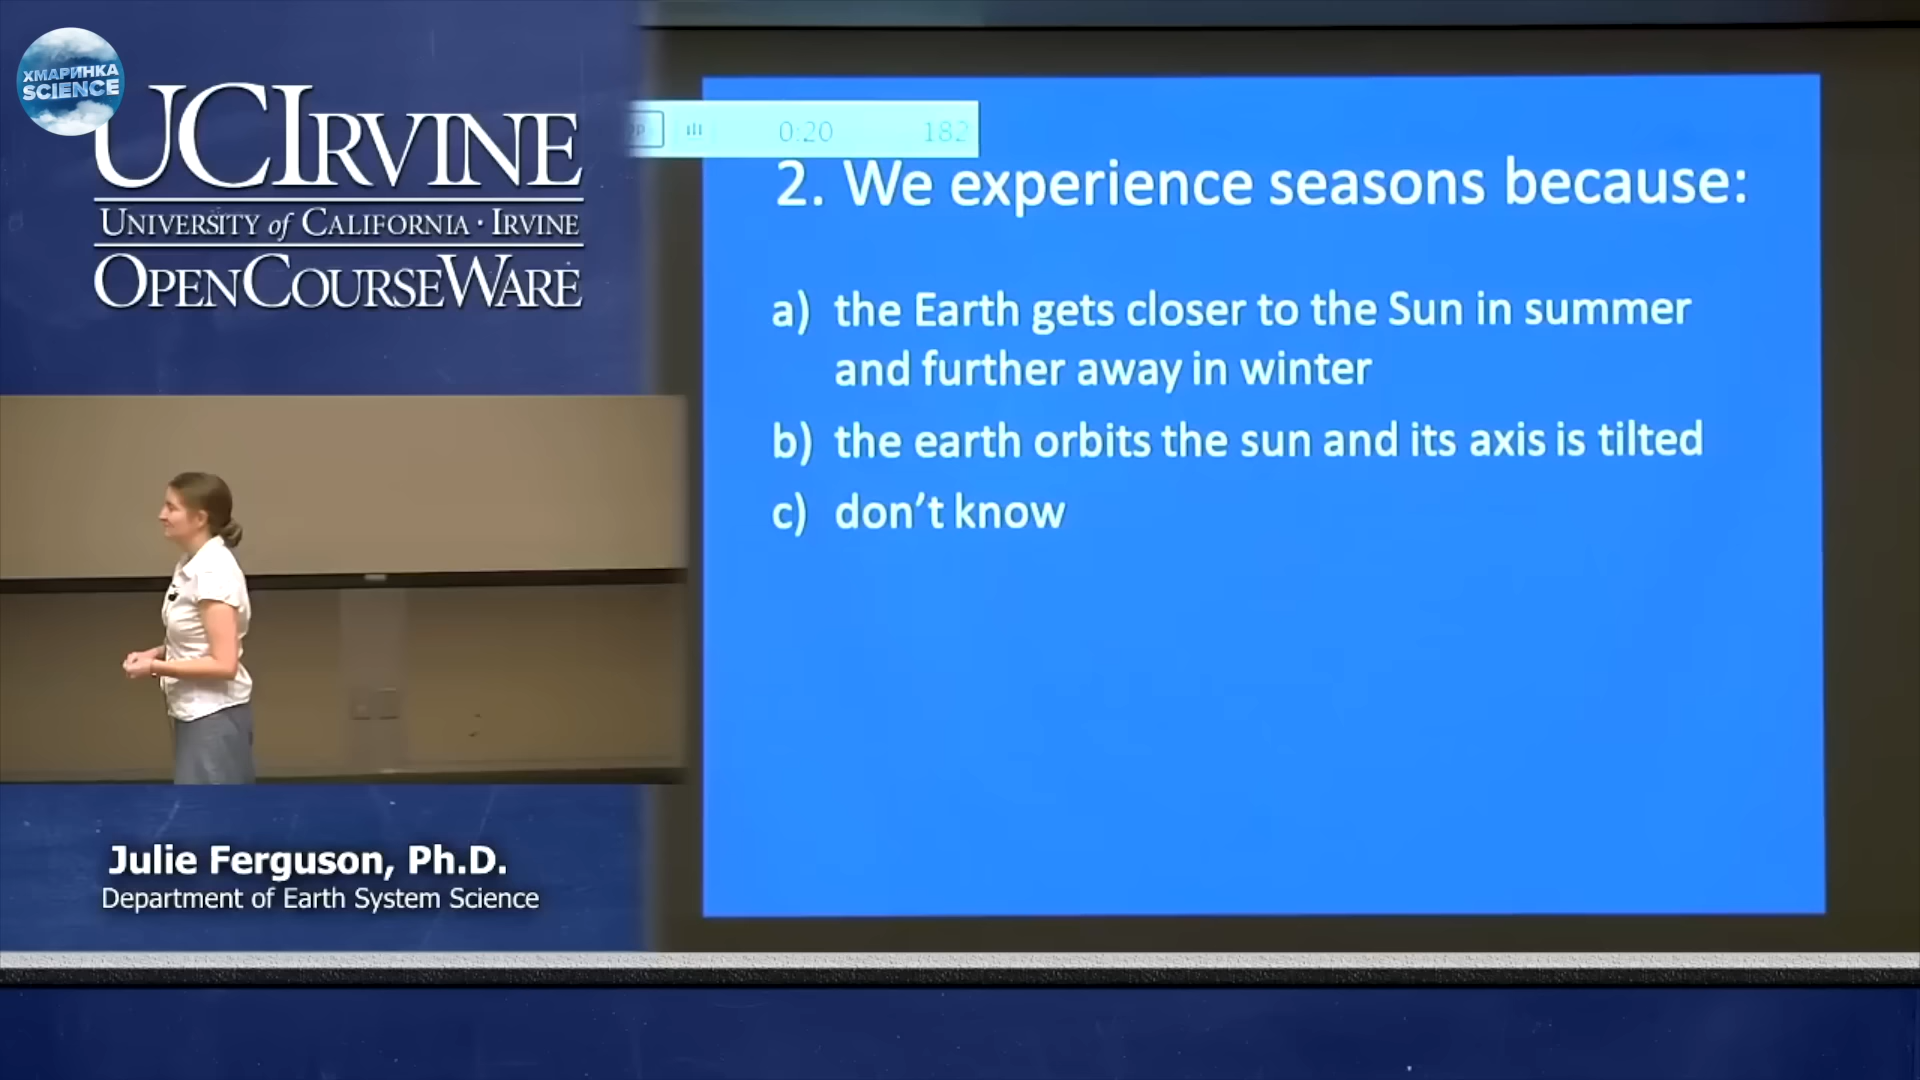 ХМАРИНКА
SCIENCE
UCIRVINE
UNIVERSITY of CALIFORNIA · IRVINE
OPENCOURSEWARE
0:20 182
2. We experience seasons because:
a) the Earth gets closer to the Sun in summer
and further away in winter
b) the earth orbits the sun and its axis is tilted
c) don't know
Julie Ferguson, Ph.D.
Department of Earth System Science